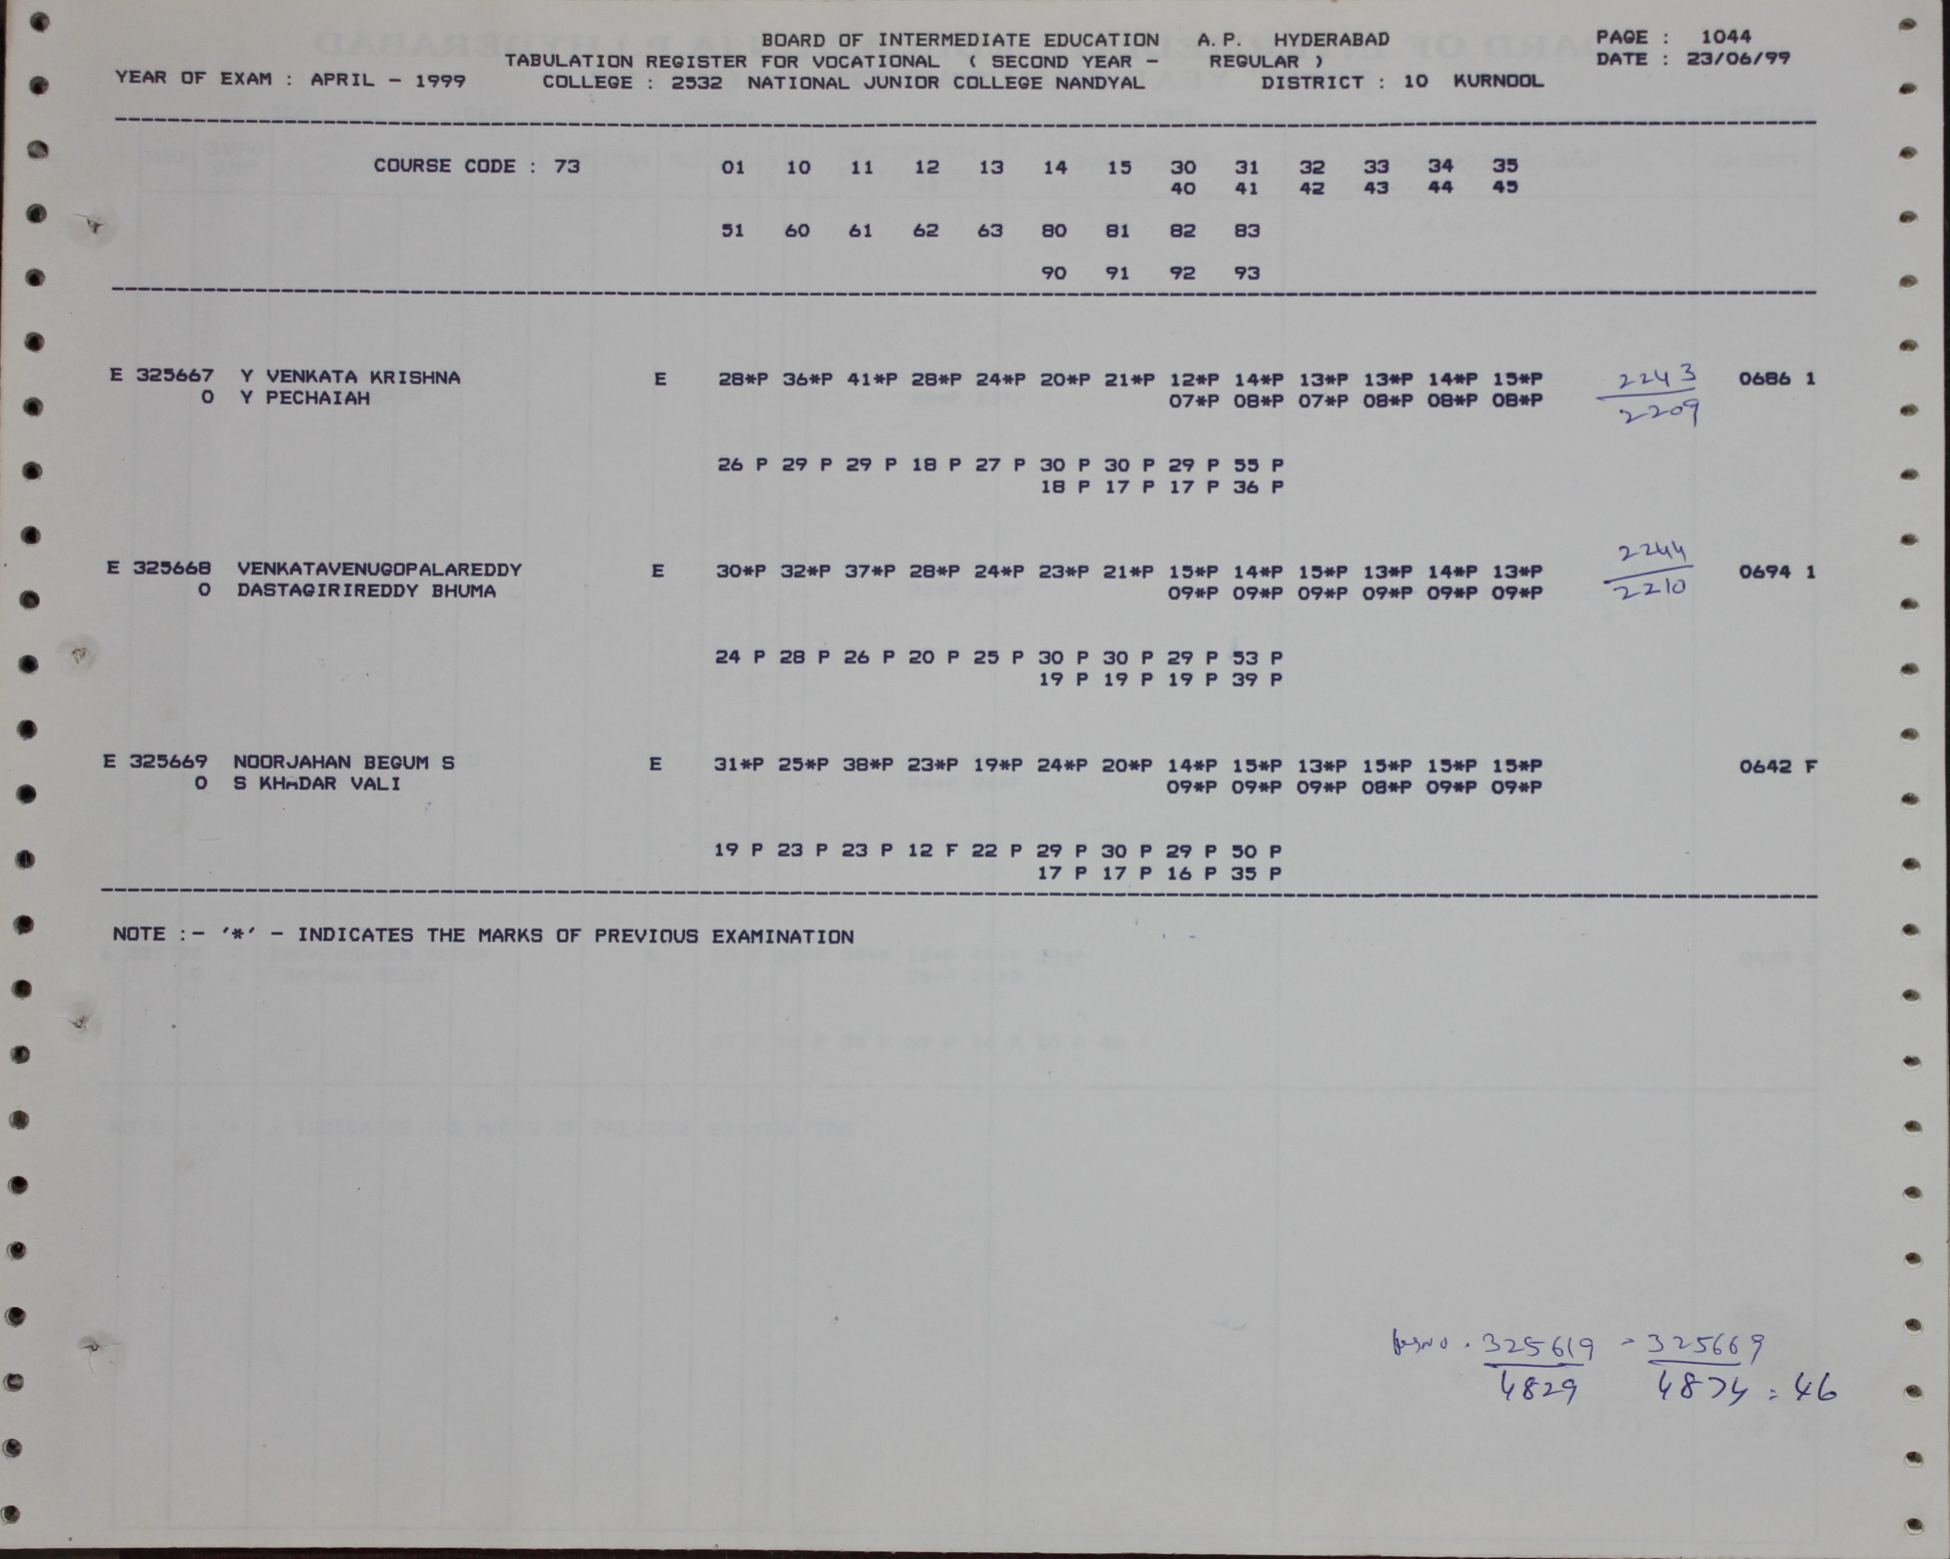 BOARD OF INTERMEDIATE EDUCATION A.P. HYDERABAD PAGE : 1044
TABULATION REGISTER FOR VOCATIONAL ( SECOND YEAR - REGULAR ) DATE : 23/06/99
YEAR OF EXAM : APRIL - 1999 COLLEGE : 2532 NATIONAL JUNIOR COLLEGE NANDYAL DISTRICT : 10 KURNOOL
COURSE CODE : 73 01 10 11 12 13 14 15 30 31 32 33 34 35
40 41 42 43 44 45
51 60 61 62 63 80 81 82 83
90 91 92 93
E 325667 Y VENKATA KRISHNA E 28*P 36*P 41*P 28*P 24*P 20*P 21*P 12*P 14*P 13*P 13*P 14*P 15*P 2243 0686 1
0 Y PECHAIAH 07*P 08*P 07*P 08*P 08*P 08*P 2209
26 P 29 P 29 P 18 P 27 P 30 P 30 P 29 P 55 P
18 P 17 P 17 P 36 P
E 325668 VENKATAVENUGOPALAREDDY E 30*P 32*P 37*P 28*P 24*P 23*P 21*P 15*P 14*P 15*P 13*P 14*P 13*P 2244 0694 1
0 DASTAGIRIREDDY BHUMA 09*P 09*P 09*P 09*P 09*P 09*P 2210
24 P 28 P 26 P 20 P 25 P 30 P 30 P 29 P 53 P
19 P 19 P 19 P 39 P
E 325669 NOORJAHAN BEGUM S E 31*P 25*P 38*P 23*P 19*P 24*P 20*P 14*P 15*P 13*P 15*P 15*P 15*P 0642 F
0 S KHADAR VALI 09*P 09*P 09*P 08*P 09*P 09*P
19 P 23 P 23 P 12 F 22 P 29 P 30 P 29 P 50 P
17 P 17 P 16 P 35 P
NOTE :- '*' - INDICATES THE MARKS OF PREVIOUS EXAMINATION
325619 - 325669
4829 4874 = 46